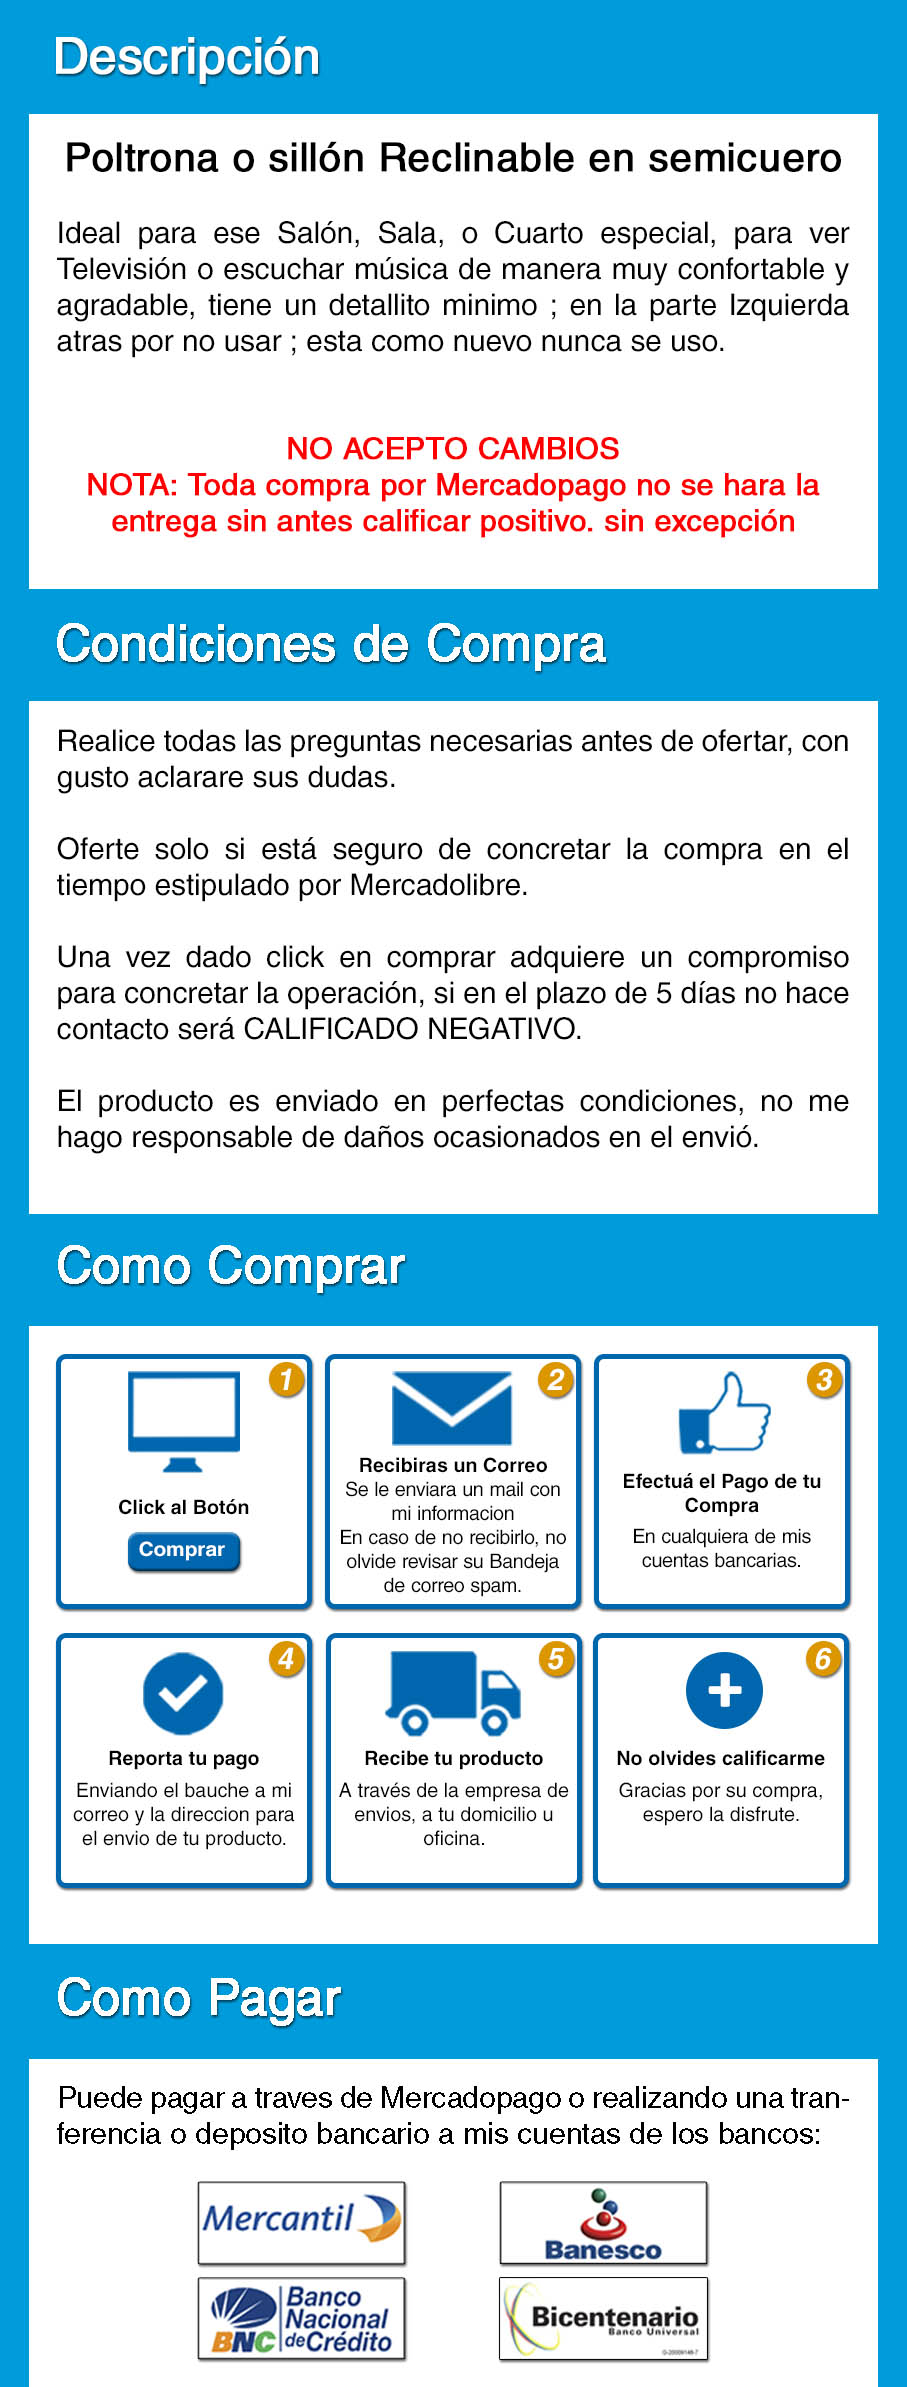 Descripción
Poltrona o sillón Reclinable en semicuero
Ideal para ese Salón, Sala, o Cuarto especial, para ver
Televisión o escuchar música de manera muy confortable y
agradable, tiene un detallito minimo ; en la parte Izquierda
atras por no usar ; esta como nuevo nunca se uso.
NO ACEPTO CAMBIOS
NOTA: Toda compra por Mercadopago no se hara la
entrega sin antes calificar positivo. sin excepción
Condiciones de Compra
Realice todas las preguntas necesarias antes de ofertar, con
gusto aclarare sus dudas.
Oferte solo si está seguro de concretar la compra en el
tiempo estipulado por Mercadolibre.
Una vez dado click en comprar adquiere un compromiso
para concretar la operación, si en el plazo de 5 días no hace
contacto será CALIFICADO NEGATIVO.
El producto es enviado en perfectas condiciones, no me
hago responsable de daños ocasionados en el envió.
Como Comprar
1
Click al Botón
Comprar
2
Recibiras un Correo
Se le enviara un mail con
mi informacion
En caso de no recibirlo, no
olvide revisar su Bandeja
de correo spam.
3
Efectuá el Pago de tu
Compra
En cualquiera de mis
cuentas bancarias.
4
Reporta tu pago
Enviando el bauche a mi
correo y la direccion para
el envio de tu producto.
5
Recibe tu producto
A través de la empresa de
envios, a tu domicilio u
oficina.
6
No olvides calificarme
Gracias por su compra,
espero la disfrute.
Como Pagar
Puede pagar a traves de Mercadopago o realizando una tran-
ferencia o deposito bancario a mis cuentas de los bancos:
Mercantil
Banesco
BNC
Banco
Nacional
de Crédito
Bicentenario
Banco Universal